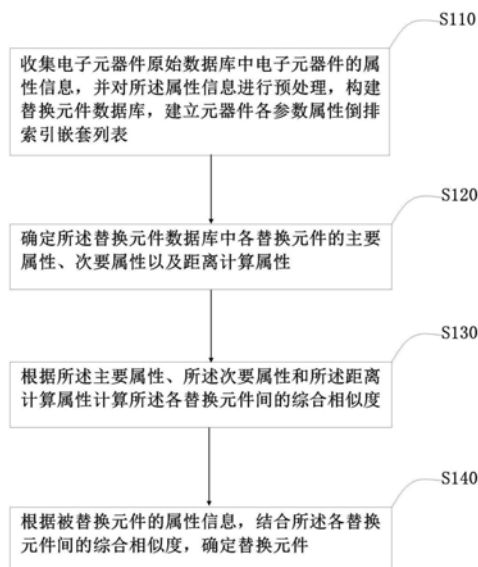 S110
收集电子元器件原始数据库中电子元器件的属
性信息，并对所述属性信息进行预处理，构建
替换元件数据库，建立元器件各参数属性倒排
索引嵌套列表
S120
确定所述替换元件数据库中各替换元件的主要
属性、次要属性以及距离计算属性
S130
根据所述主要属性、所述次要属性和所述距离
计算属性计算所述各替换元件间的综合相似度
S140
根据被替换元件的属性信息，结合所述各替换
元件间的综合相似度，确定替换元件